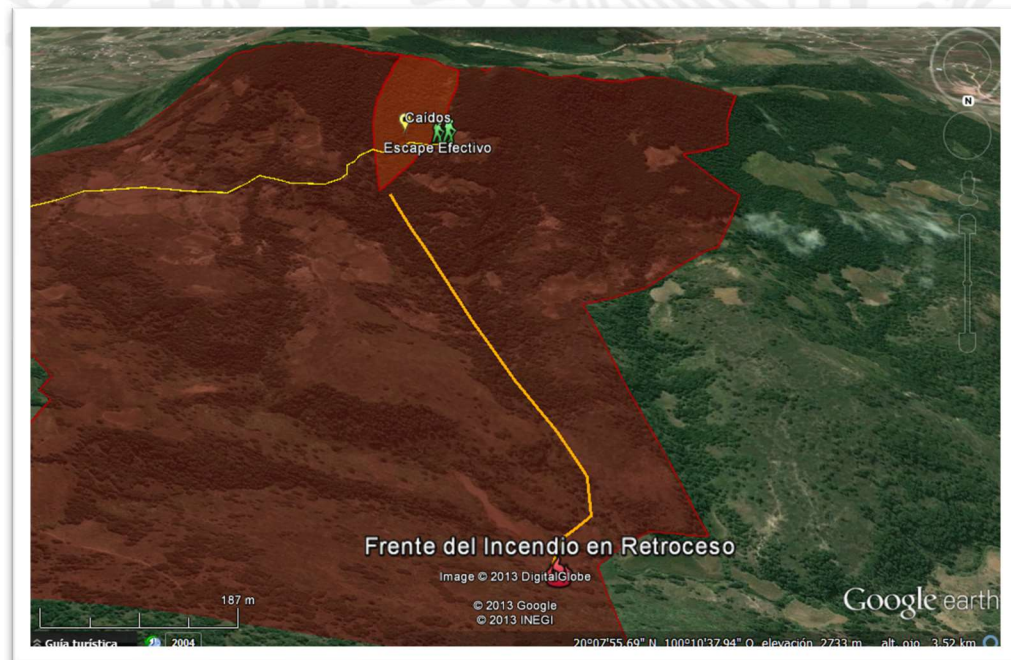 N
Caídos
Escape Efectivo
Frente del Incendio en Retroceso
Image © 2013 DigitalGlobe
© 2013 Google
© 2013 INEGI
Google earth
187 m
Guía turística
2004
20°07'55.69" N 100°10'37.94" O elevación 2733 m alt. ojo 3.52 km